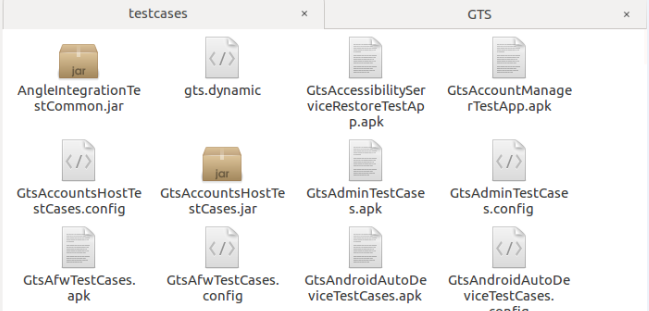 testcases × GTS ×
jar
AngleIntegrationTe
stCommon.jar
gts.dynamic
GtsAccessibilitySer
viceRestoreTestAp
p.apk
GtsAccountManage
rTestApp.apk
GtsAccountsHostTe
stCases.config
jar
GtsAccountsHostTe
stCases.jar
GtsAdminTestCase
s.apk
GtsAdminTestCase
s.config
GtsAfwTestCases.
apk
GtsAfwTestCases.
config
GtsAndroidAutoDe
viceTestCases.apk
GtsAndroidAutoDe
viceTestCases.
config